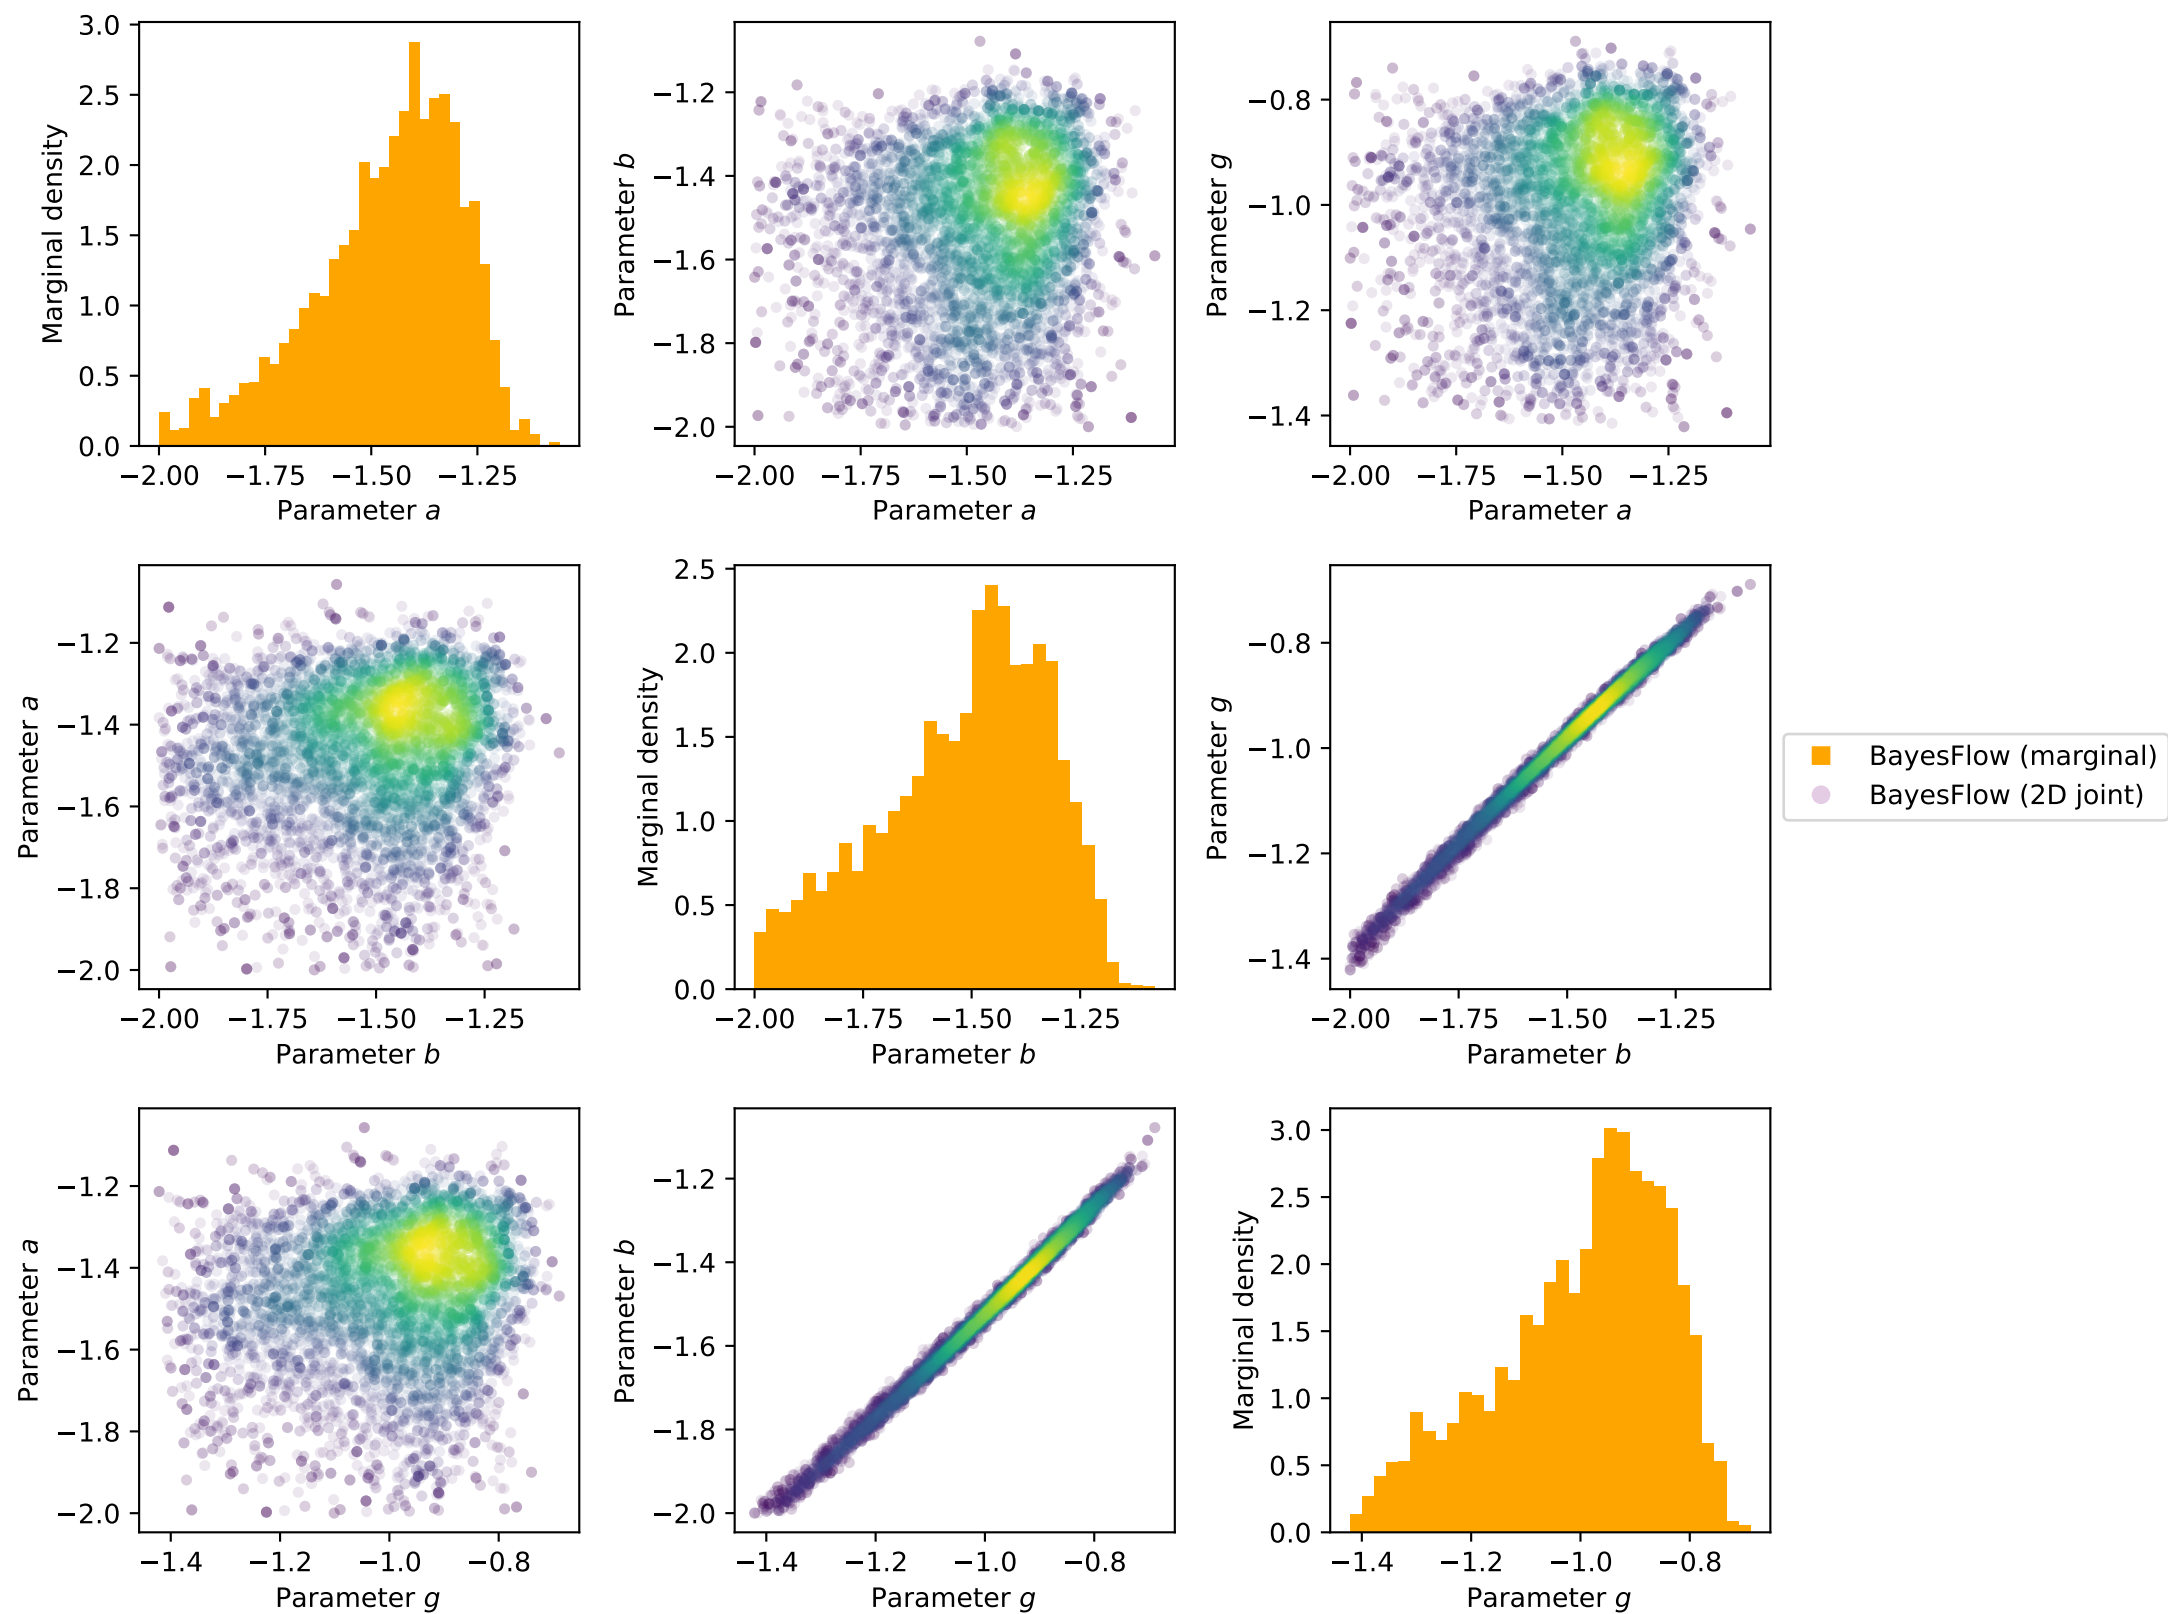 3.0
2.5
2.0
1.5
1.0
0.5
0.0
Marginal density
−2.00 −1.75 −1.50 −1.25
Parameter a
−1.2
−1.4
−1.6
−1.8
−2.0
Parameter b
−2.00 −1.75 −1.50 −1.25
Parameter a
−0.8
−1.0
−1.2
−1.4
Parameter g
−2.00 −1.75 −1.50 −1.25
Parameter a
−1.2
−1.4
−1.6
−1.8
−2.0
Parameter a
−2.00 −1.75 −1.50 −1.25
Parameter b
2.5
2.0
1.5
1.0
0.5
0.0
Marginal density
−2.00 −1.75 −1.50 −1.25
Parameter b
−0.8
−1.0
−1.2
−1.4
Parameter g
−2.00 −1.75 −1.50 −1.25
Parameter b
BayesFlow (marginal)
BayesFlow (2D joint)
−1.2
−1.4
−1.6
−1.8
−2.0
Parameter a
−1.4 −1.2 −1.0 −0.8
Parameter g
−1.2
−1.4
−1.6
−1.8
−2.0
Parameter b
−1.4 −1.2 −1.0 −0.8
Parameter g
3.0
2.5
2.0
1.5
1.0
0.5
0.0
Marginal density
−1.4 −1.2 −1.0 −0.8
Parameter g